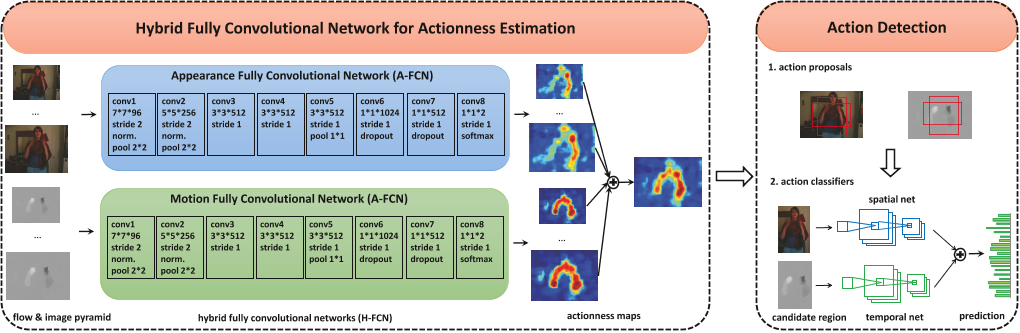 Hybrid Fully Convolutional Network for Actionness Estimation
Appearance Fully Convolutional Network (A-FCN)
conv1
7*7*96
stride 2
norm.
pool 2*2
conv2
5*5*256
stride 2
norm.
pool 2*2
conv3
3*3*512
stride 1
conv4
3*3*512
stride 1
conv5
3*3*512
stride 1
pool 1*1
conv6
1*1*1024
stride 1
dropout
conv7
1*1*512
stride 1
dropout
conv8
1*1*2
stride 1
softmax
...
...
Motion Fully Convolutional Network (A-FCN)
conv1
7*7*96
stride 2
norm.
pool 2*2
conv2
5*5*256
stride 2
norm.
pool 2*2
conv3
3*3*512
stride 1
conv4
3*3*512
stride 1
conv5
3*3*512
stride 1
pool 1*1
conv6
1*1*1024
stride 1
dropout
conv7
1*1*512
stride 1
dropout
conv8
1*1*2
stride 1
softmax
...
...
flow & image pyramid
hybrid fully convolutional networks (H-FCN)
actionness maps
Action Detection
1. action proposals
2. action classifiers
spatial net
candidate region
temporal net
prediction